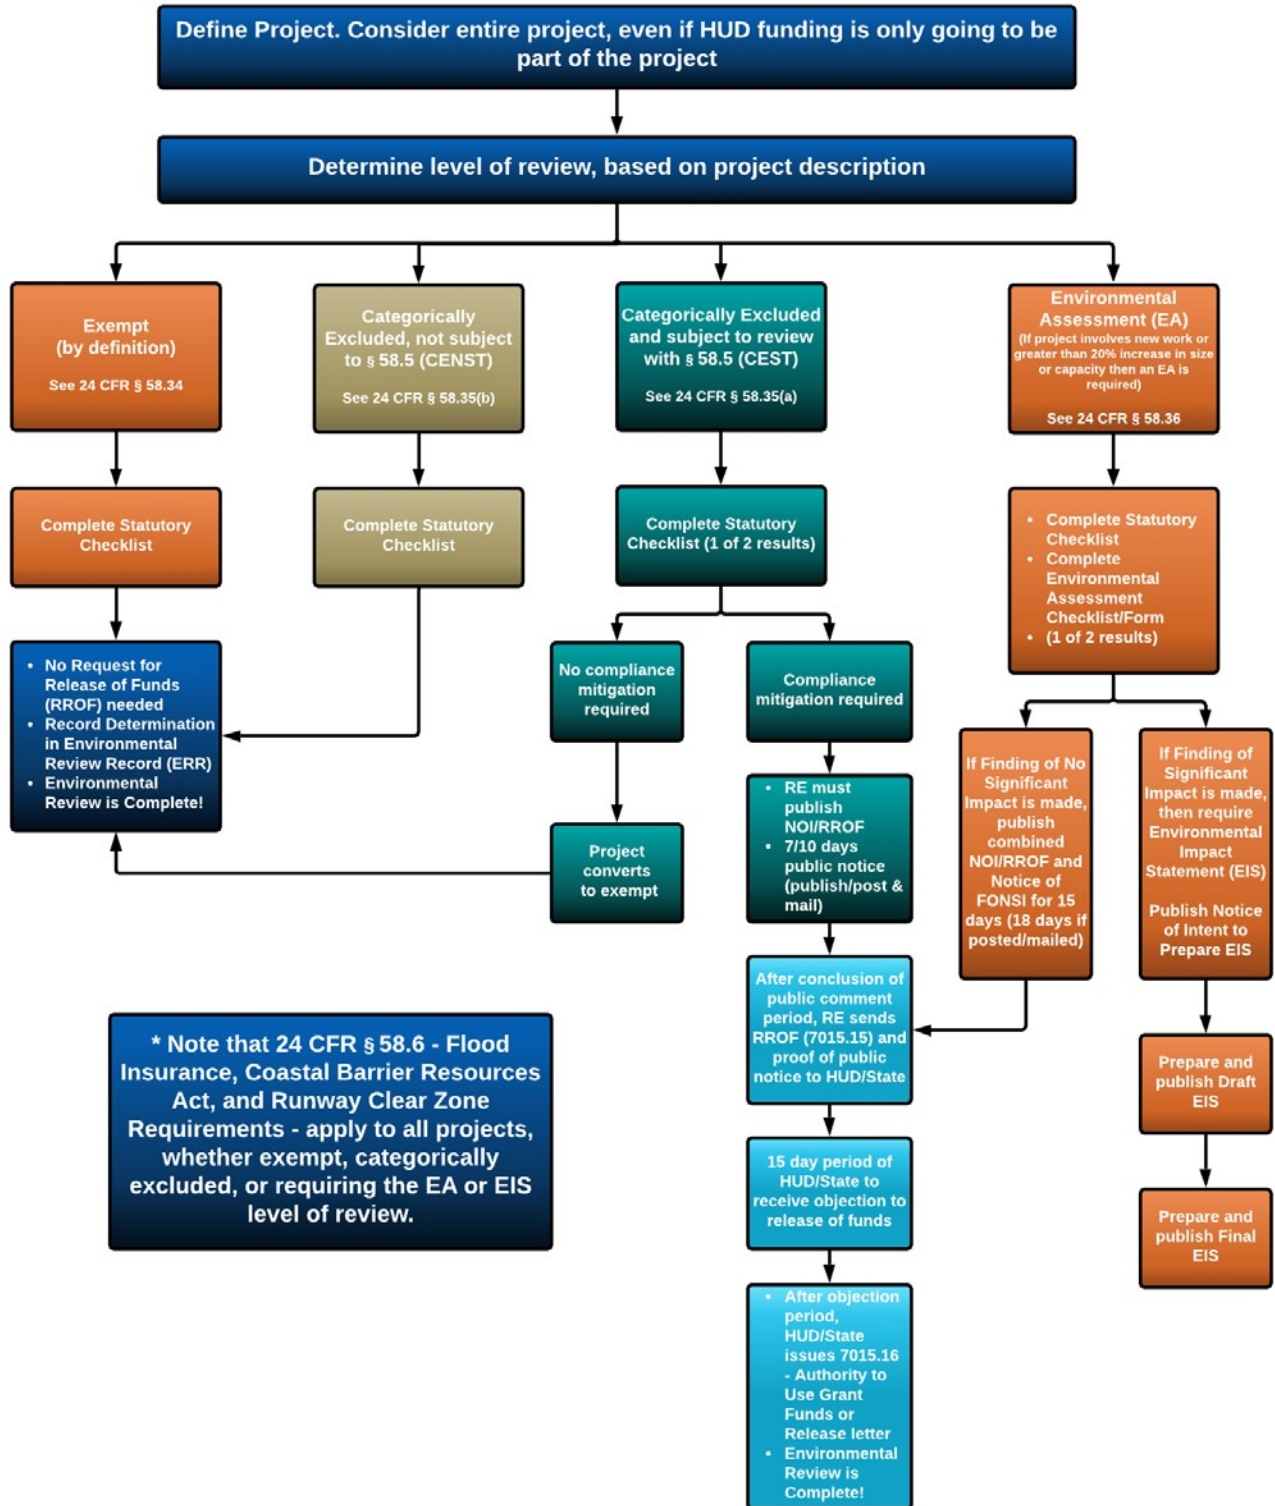 Define Project. Consider entire project, even if HUD funding is only going to be
part of the project
Determine level of review, based on project description
Exempt
(by definition)
See 24 CFR § 58.34
Categorically
Excluded, not subject
to § 58.5 (CENST)
See 24 CFR § 58.35(b)
Categorically Excluded
and subject to review
with § 58.5 (CEST)
See 24 CFR § 58.35(a)
Environmental
Assessment (EA)
(If project involves new work or
greater than 20% increase in size
or capacity then an EA is
required)
See 24 CFR § 58.36
Complete Statutory
Checklist
Complete Statutory
Checklist
Complete Statutory
Checklist (1 of 2 results)
• Complete Statutory
Checklist
• Complete
Environmental
Assessment
Checklist/Form
• (1 of 2 results)
• No Request for
Release of Funds
(RROF) needed
• Record Determination
in Environmental
Review Record (ERR)
• Environmental
Review is Complete!
No compliance
mitigation
required
Compliance
mitigation required
Project
converts
to exempt
• RE must
publish
NOI/RROF
• 7/10 days
public notice
(publish/post &
mail)
If Finding of No
Significant
Impact is made,
publish
combined
NOI/RROF and
Notice of
FONSI for 15
days (18 days if
posted/mailed)
If Finding of
Significant
Impact is made,
then require
Environmental
Impact
Statement (EIS)
Publish Notice
of Intent to
Prepare EIS
After conclusion of
public comment
period, RE sends
RROF (7015.15) and
proof of public
notice to HUD/State
Prepare and
publish Draft
EIS
15 day period of
HUD/State to
receive objection to
release of funds
Prepare and
publish Final
EIS
• After objection
period,
HUD/State
issues 7015.16
- Authority to
Use Grant
Funds or
Release letter
• Environmental
Review is
Complete!
* Note that 24 CFR § 58.6 - Flood
Insurance, Coastal Barrier Resources
Act, and Runway Clear Zone
Requirements - apply to all projects,
whether exempt, categorically
excluded, or requiring the EA or EIS
level of review.